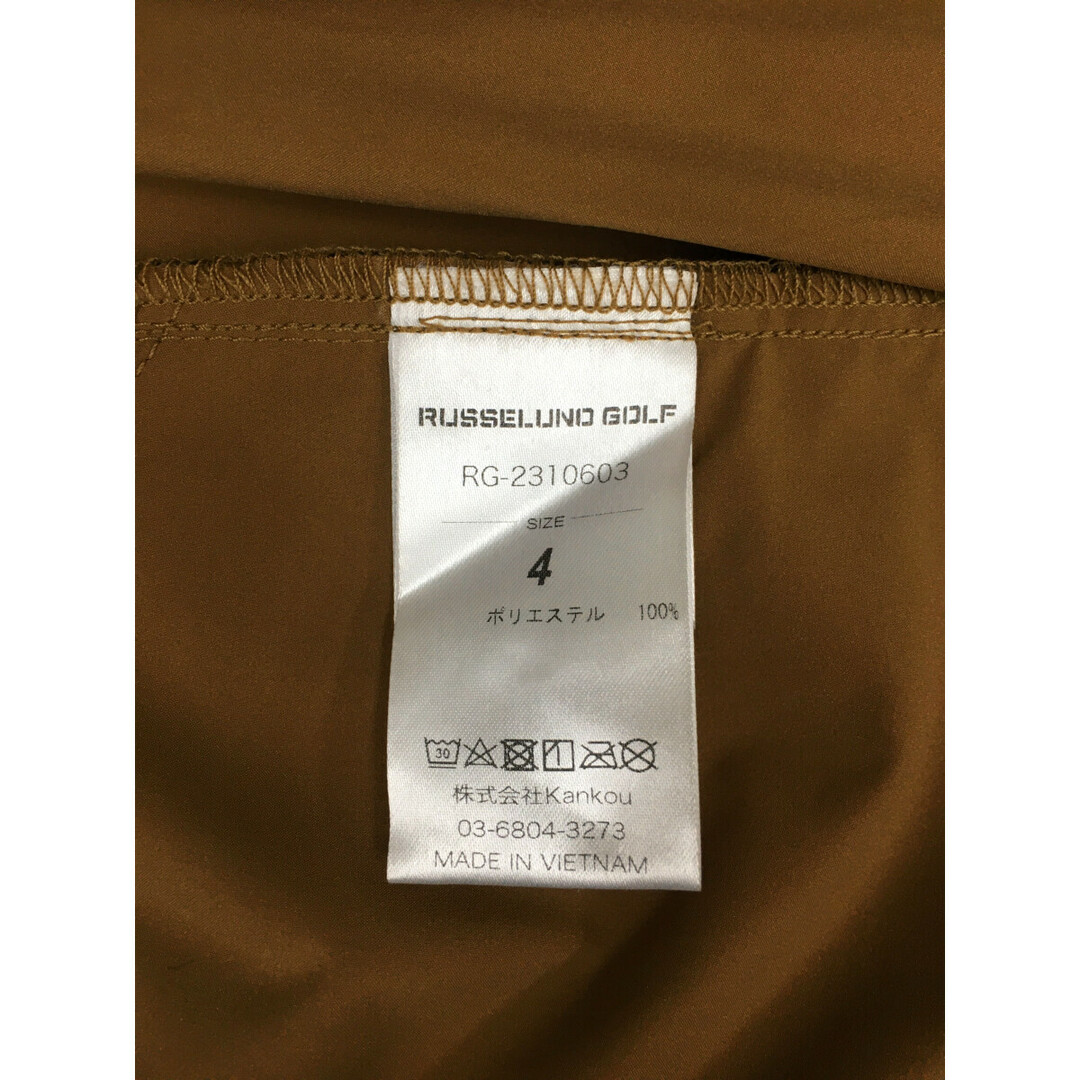 RUSSELUNO GOLF
RG-2310603
SIZE
4
ポリエステル 100%
30
株式会社Kankou
03-6804-3273
MADE IN VIETNAM